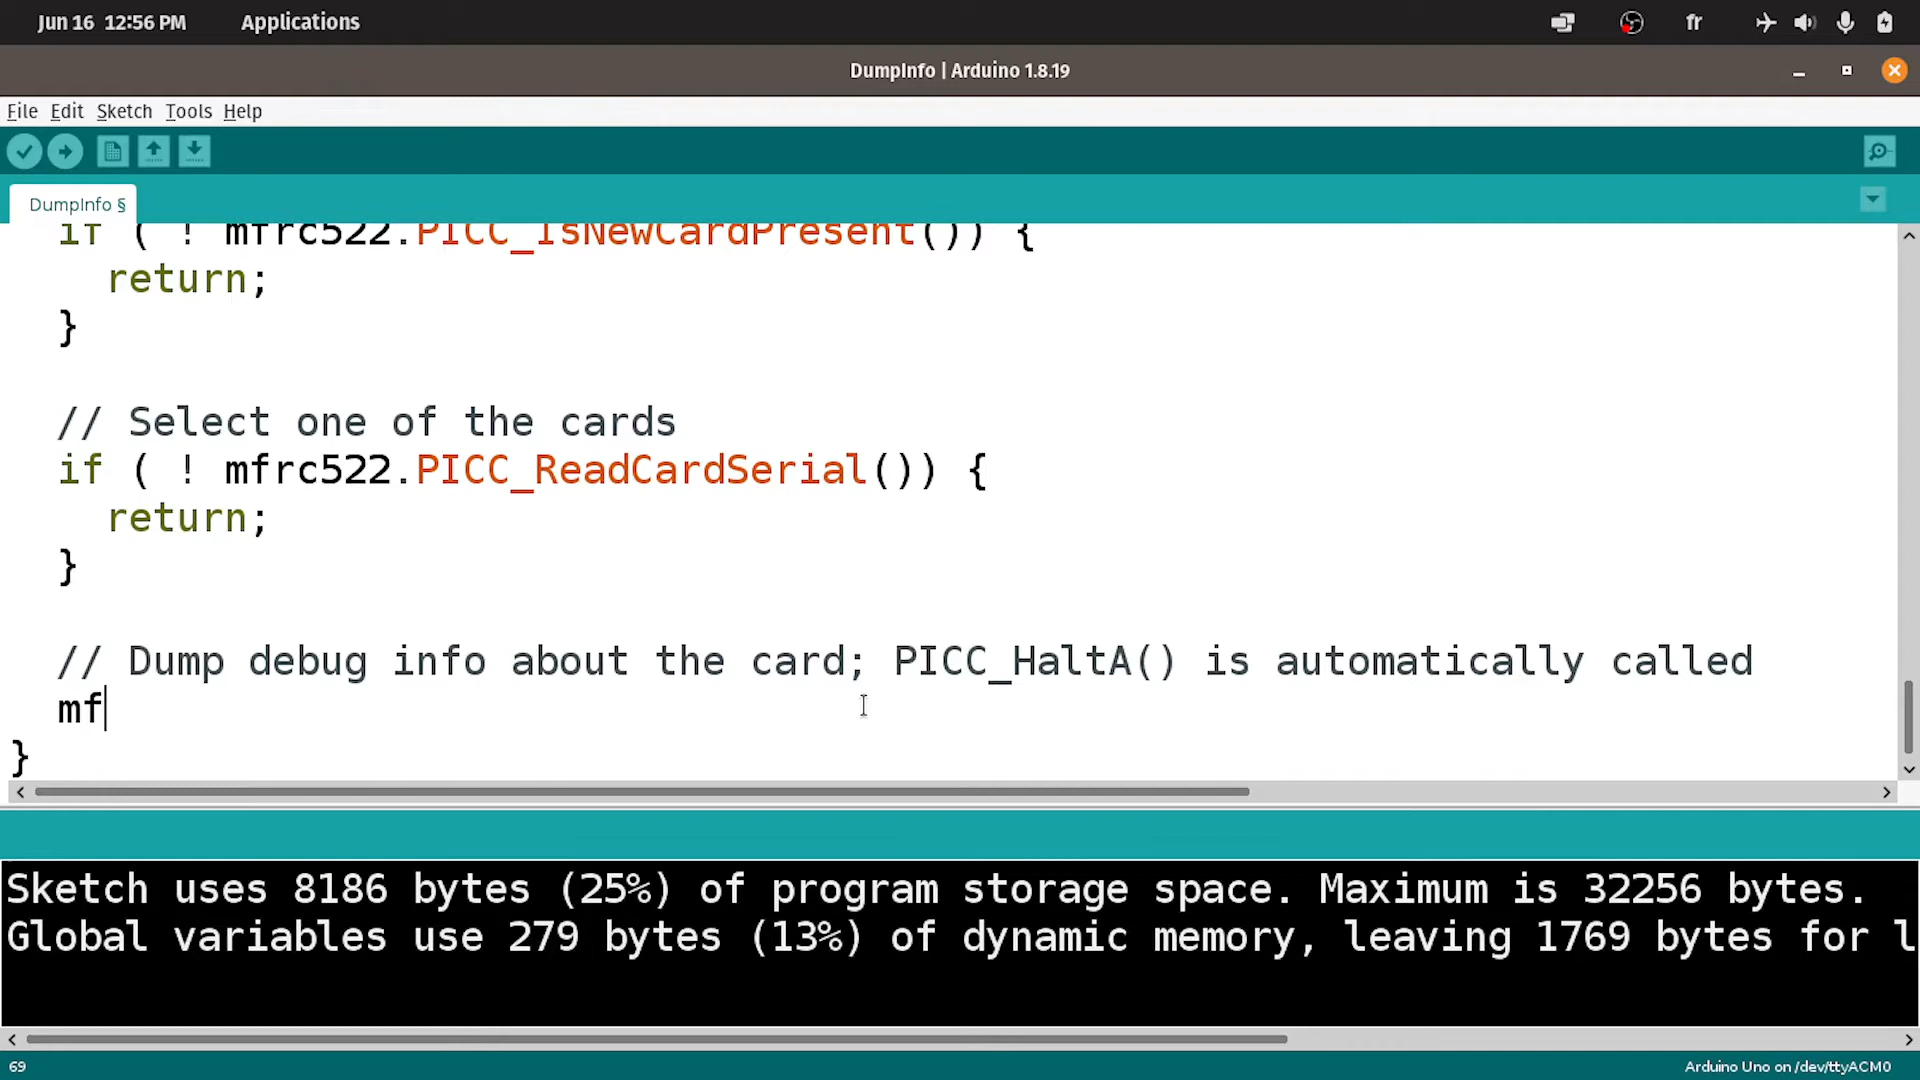 Jun 16 12:56 PM Applications fr
DumpInfo | Arduino 1.8.19
File Edit Sketch Tools Help
DumpInfo §
if ( ! mfrc522.PICC_IsNewCardPresent()) {
return;
}
// Select one of the cards
if ( ! mfrc522.PICC_ReadCardSerial()) {
return;
}
// Dump debug info about the card; PICC_HaltA() is automatically called
mf
}
Sketch uses 8186 bytes (25%) of program storage space. Maximum is 32256 bytes.
Global variables use 279 bytes (13%) of dynamic memory, leaving 1769 bytes for l
69 Arduino Uno on /dev/ttyACM0